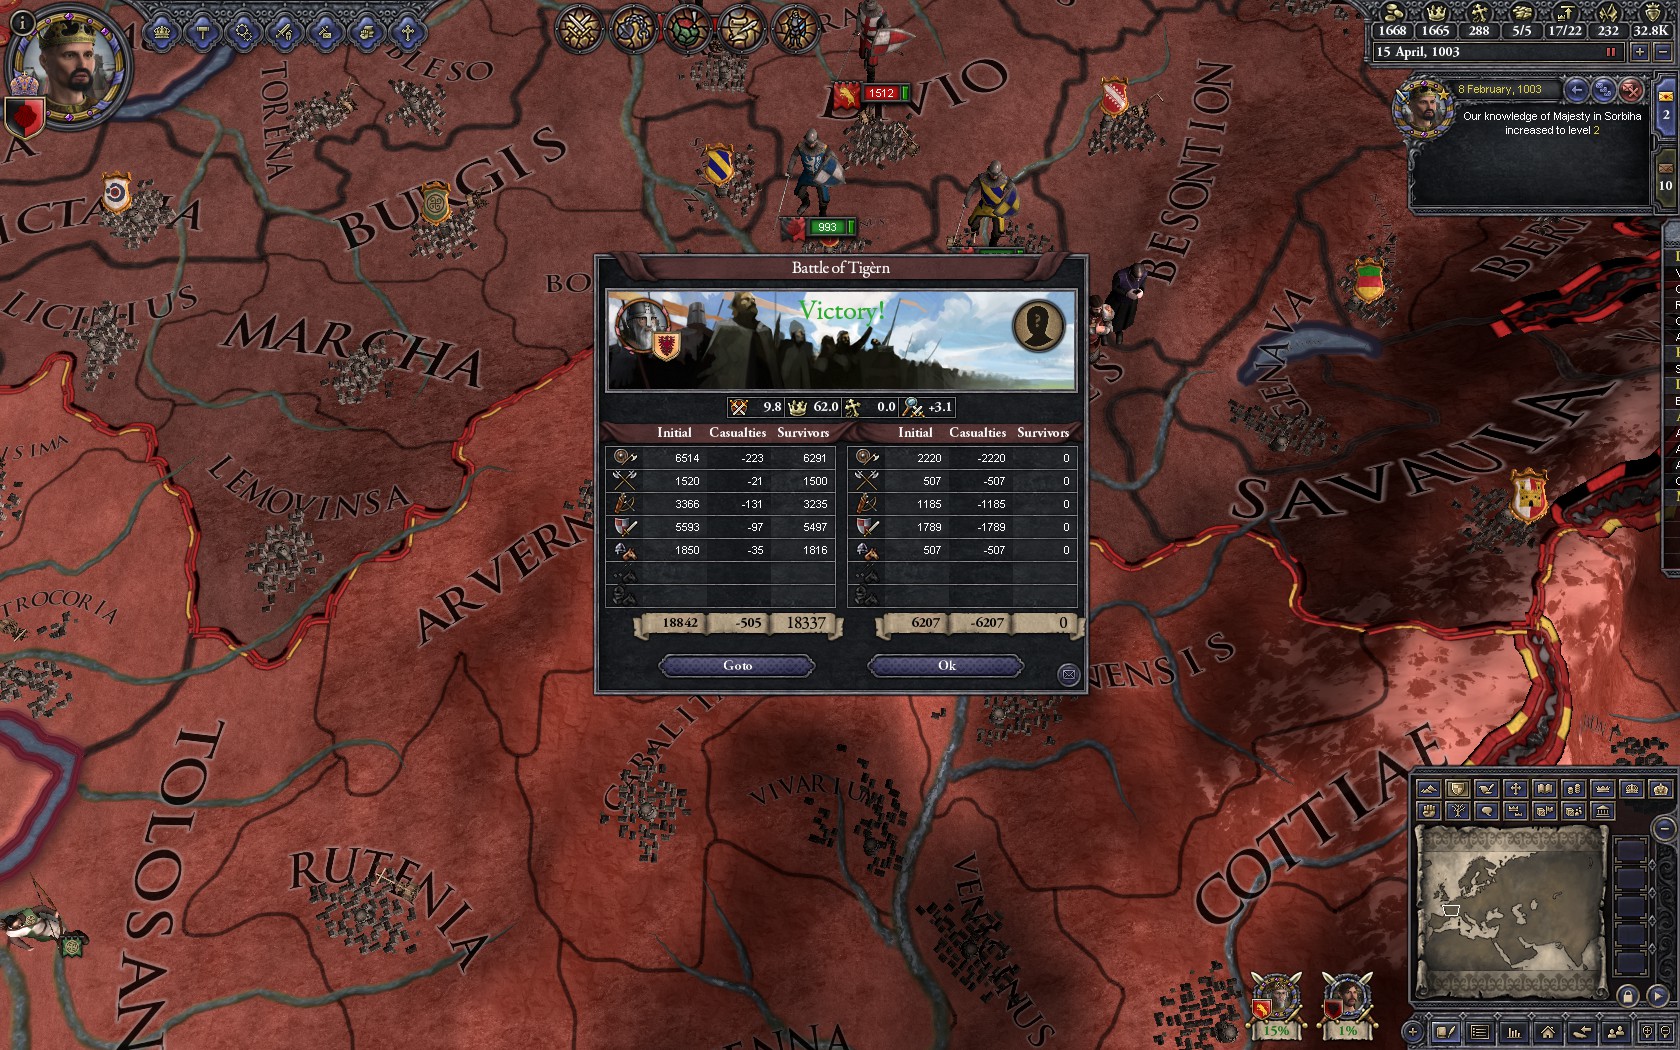 1668 1665 288 5/5 17/22 232 32.8K
15 April, 1003
8 February, 1003
Our knowledge of Majesty in Sorbiha
increased to level 2
2
10
BLESO
TORENA
BURGIS
LICINIUS
MARCHA
LEMOVINSA
ARVERN
TOLOSAN
RUTENIA
GABALITA
VIVARIUM
BESONTION
JENAVA
SAVAUIA
COTTIAE
1512
993
Battle of Tigèrn
Victory!
9.8 62.0 0.0 +3.1
Initial Casualties Survivors Initial Casualties Survivors
6514 -223 6291 2220 -2220 0
1520 -21 1500 507 -507 0
3366 -131 3235 1185 -1185 0
5593 -97 5497 1789 -1789 0
1850 -35 1816 507 -507 0
18842 -505 18337 6207 -6207 0
Goto Ok
15% 1%